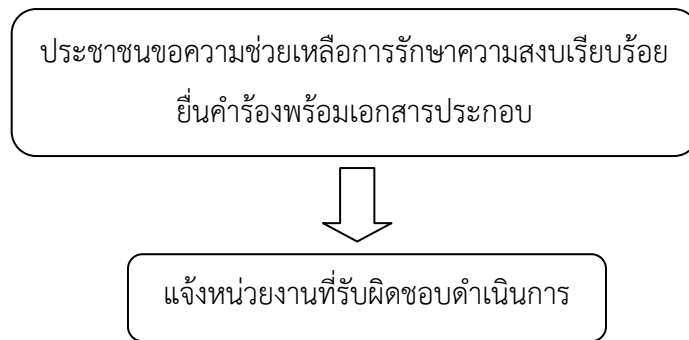 ประชาชนขอความช่วยเหลือการรักษาความสงบเรียบร้อย
ยื่นคำร้องพร้อมเอกสารประกอบ
แจ้งหน่วยงานที่รับผิดชอบดำเนินการ